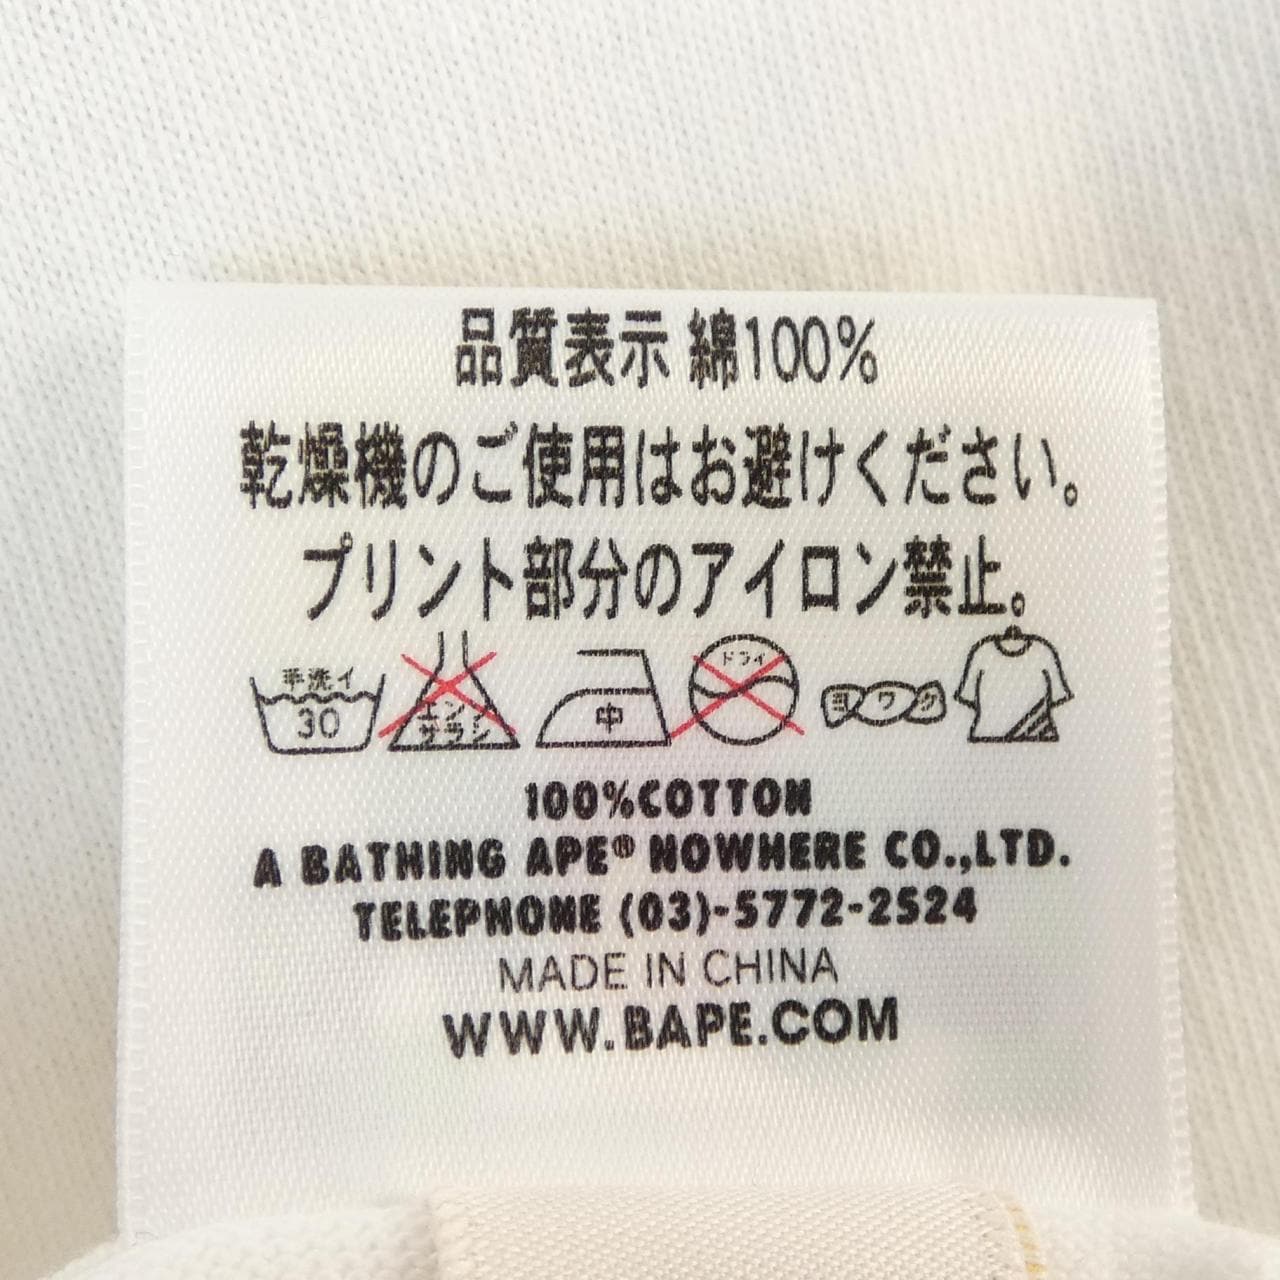 品質表示 綿100%
乾燥機のご使用はお避けください。
プリント部分のアイロン禁止。
手洗イ
30
エンソ
サラシ
中
ドライ
ヨワク
100%COTTON
A BATHING APE® NOWHERE CO.,LTD.
TELEPHONE (03)-5772-2524
MADE IN CHINA
WWW.BAPE.COM